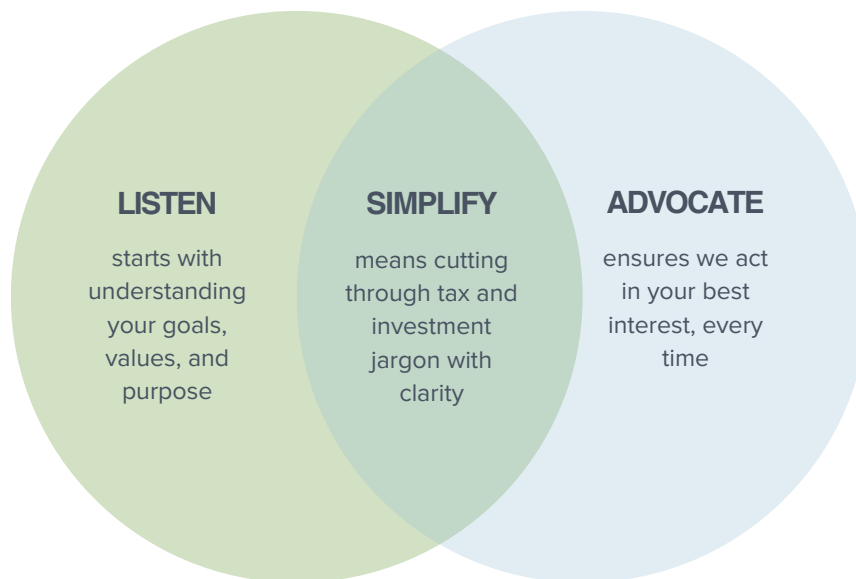 LISTEN
starts with
understanding
your goals,
values, and
purpose
SIMPLIFY
means cutting
through tax and
investment
jargon with
clarity
ADVOCATE
ensures we act
in your best
interest, every
time